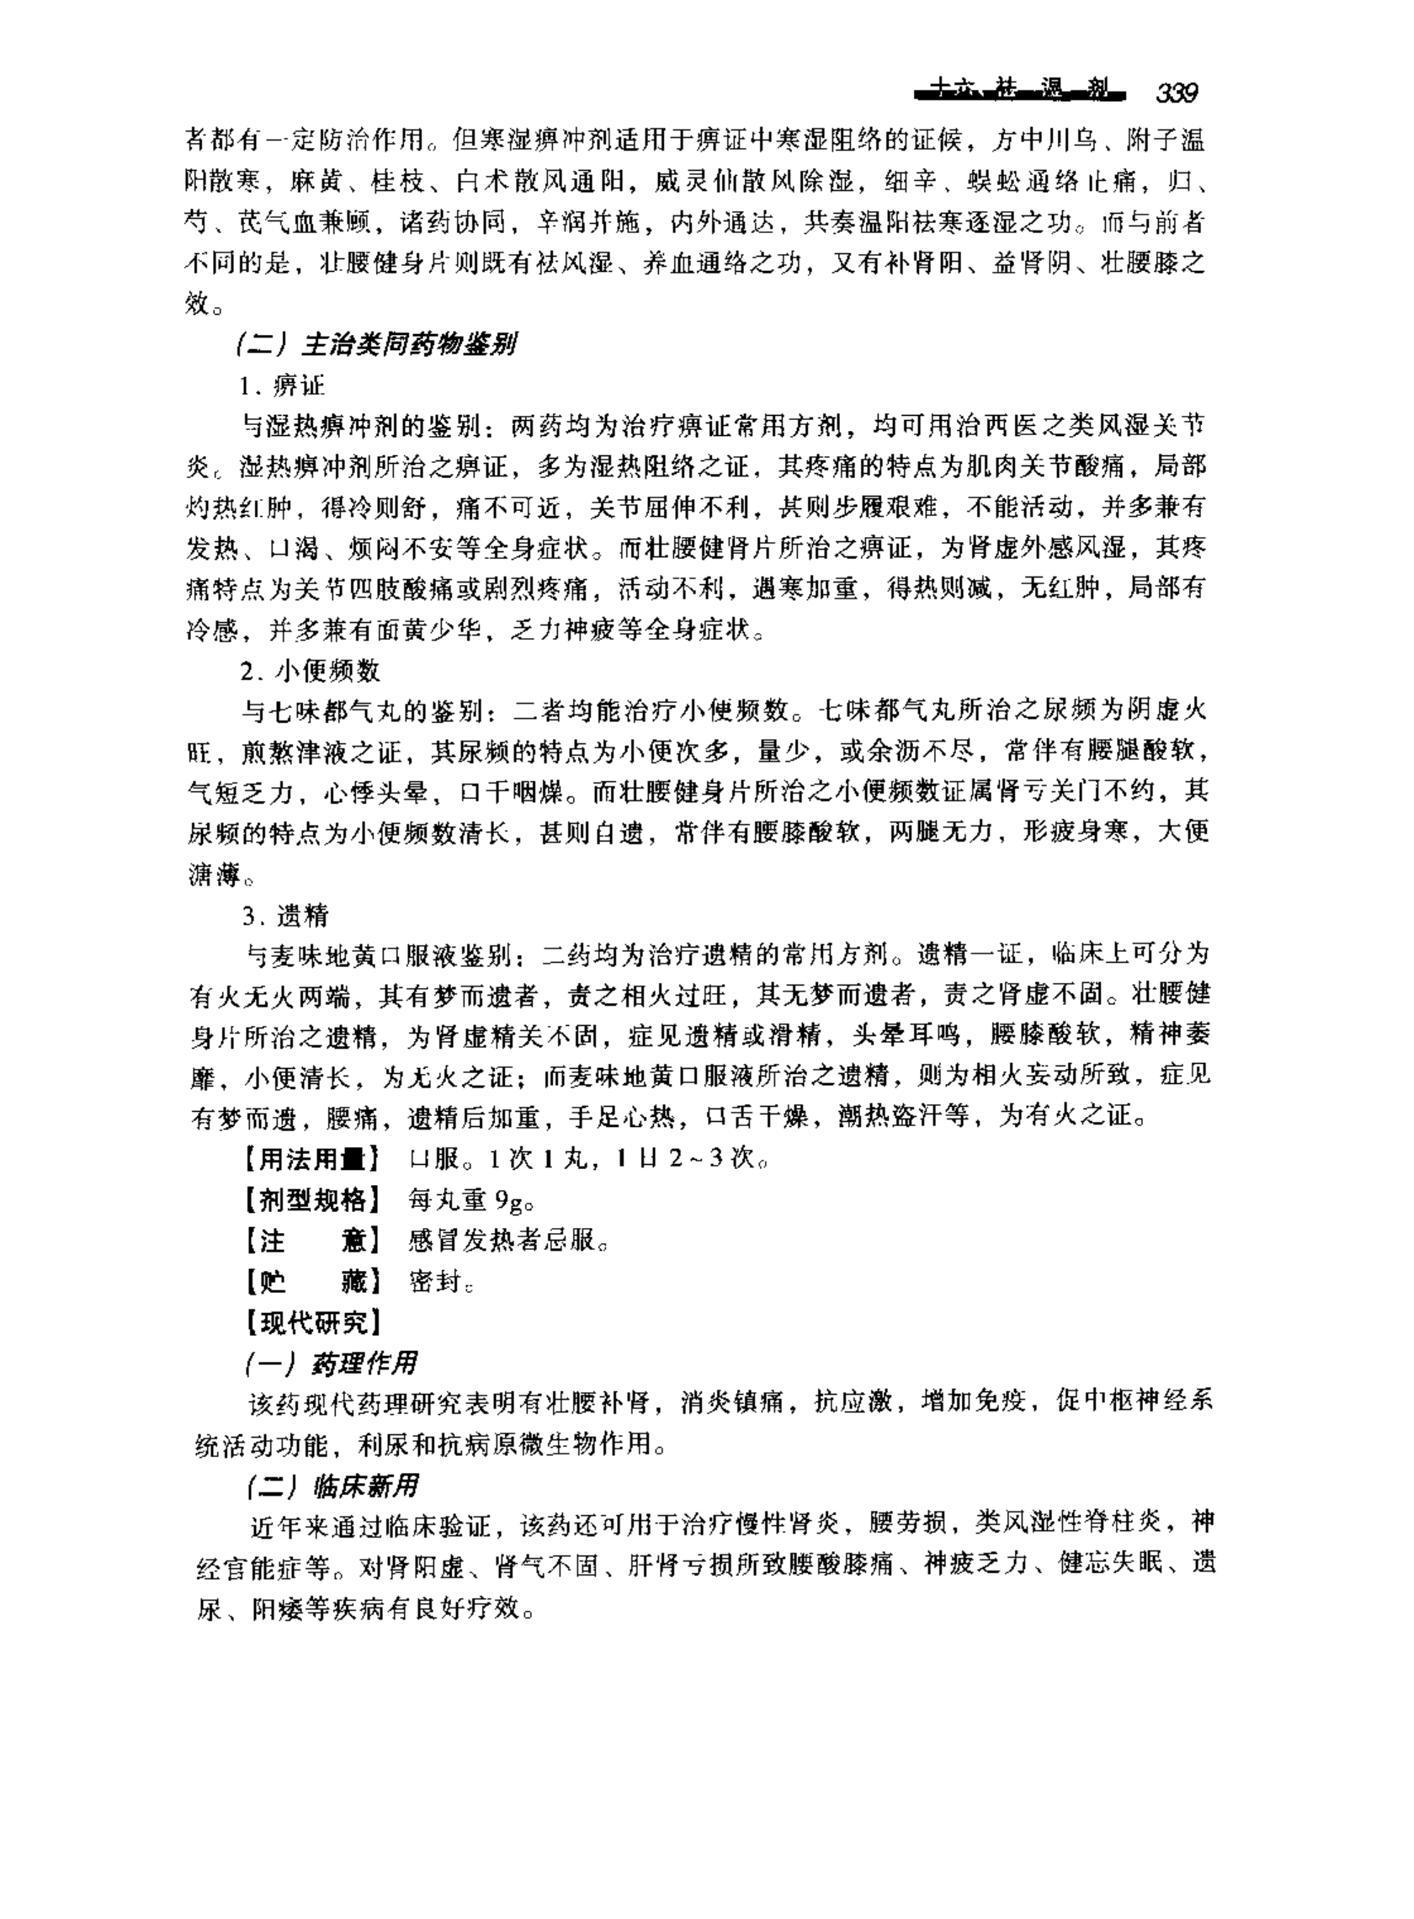 十六、祛湿剂 339
者都有一定防治作用。但寒湿痹冲剂适用于痹证中寒湿阻络的证候，方中川乌、附子温
阳散寒，麻黄、桂枝、白术散风通阳，威灵仙散风除湿，细辛、蜈蚣通络止痛，归、
芍、芪气血兼顾，诸药协同，辛润并施，内外通达，共奏温阳祛寒逐湿之功。而与前者
不同的是，壮腰健身片则既有祛风湿、养血通络之功，又有补肾阳、益肾阴、壮腰膝之
效。
（二）主治类同药物鉴别
1．痹证
与湿热痹冲剂的鉴别：两药均为治疗痹证常用方剂，均可用治西医之类风湿关节
炎。湿热痹冲剂所治之痹证，多为湿热阻络之证，其疼痛的特点为肌肉关节酸痛，局部
灼热红肿，得冷则舒，痛不可近，关节屈伸不利，甚则步履艰难，不能活动，并多兼有
发热、口渴、烦闷不安等全身症状。而壮腰健肾片所治之痹证，为肾虚外感风湿，其疼
痛特点为关节四肢酸痛或剧烈疼痛，活动不利，遇寒加重，得热则减，无红肿，局部有
冷感，并多兼有面黄少华，乏力神疲等全身症状。
2．小便频数
与七味都气丸的鉴别：二者均能治疗小便频数。七味都气丸所治之尿频为阴虚火
旺，煎熬津液之证，其尿频的特点为小便次多，量少，或余沥不尽，常伴有腰腿酸软，
气短乏力，心悸头晕，口干咽燥。而壮腰健身片所治之小便频数证属肾亏关门不约，其
尿频的特点为小便频数清长，甚则自遗，常伴有腰膝酸软，两腿无力，形疲身寒，大便
溏薄。
3．遗精
与麦味地黄口服液鉴别：二药均为治疗遗精的常用方剂。遗精一证，临床上可分为
有火无火两端，其有梦而遗者，责之相火过旺，其无梦而遗者，责之肾虚不固。壮腰健
身片所治之遗精，为肾虚精关不固，症见遗精或滑精，头晕耳鸣，腰膝酸软，精神萎
靡，小便清长，为无火之证；而麦味地黄口服液所治之遗精，则为相火妄动所致，症见
有梦而遗，腰痛，遗精后加重，手足心热，口舌干燥，潮热盗汗等，为有火之证。
【用法用量】 口服。1次1丸，1日2~3次。
【剂型规格】 每丸重9g。
【注　　意】 感冒发热者忌服。
【贮　　藏】 密封。
【现代研究】
（一）药理作用
该药现代药理研究表明有壮腰补肾，消炎镇痛，抗应激，增加免疫，促中枢神经系
统活动功能，利尿和抗病原微生物作用。
（二）临床新用
近年来通过临床验证，该药还可用于治疗慢性肾炎，腰劳损，类风湿性脊柱炎，神
经官能症等。对肾阳虚、肾气不固、肝肾亏损所致腰酸膝痛、神疲乏力、健忘失眠、遗
尿、阳痿等疾病有良好疗效。